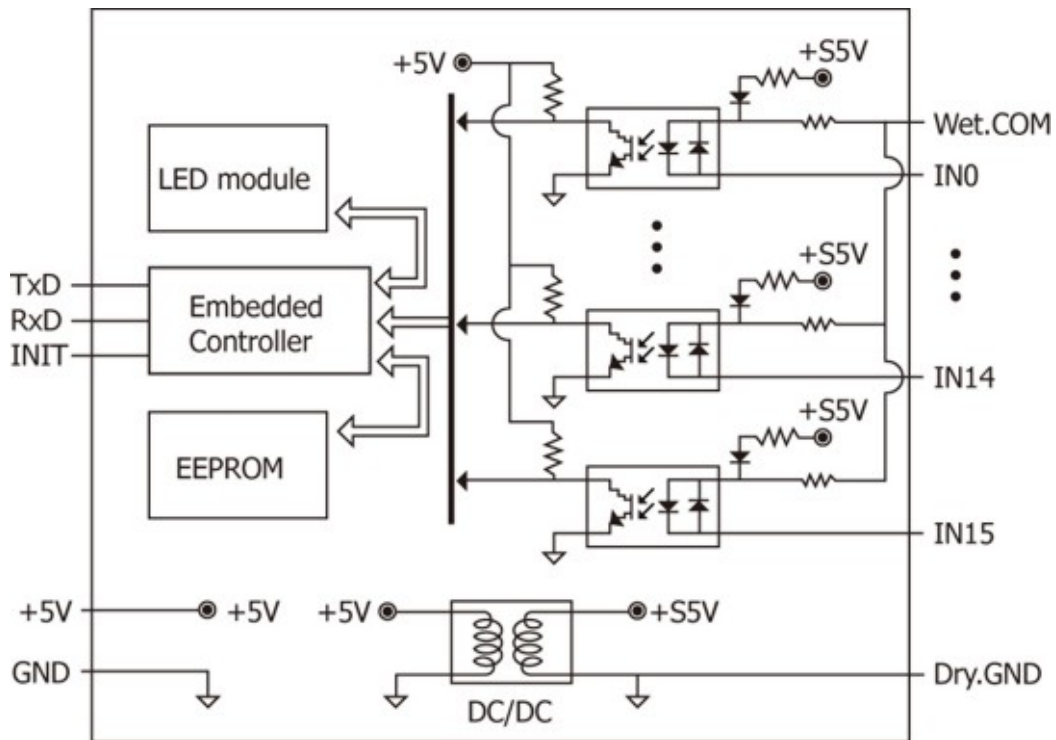 +5V
+S5V
Wet.COM
LED module
IN0
+S5V
TxD
RxD
INIT
Embedded
Controller
IN14
+S5V
EEPROM
IN15
+5V
+5V
+5V
+S5V
GND
Dry.GND
DC/DC